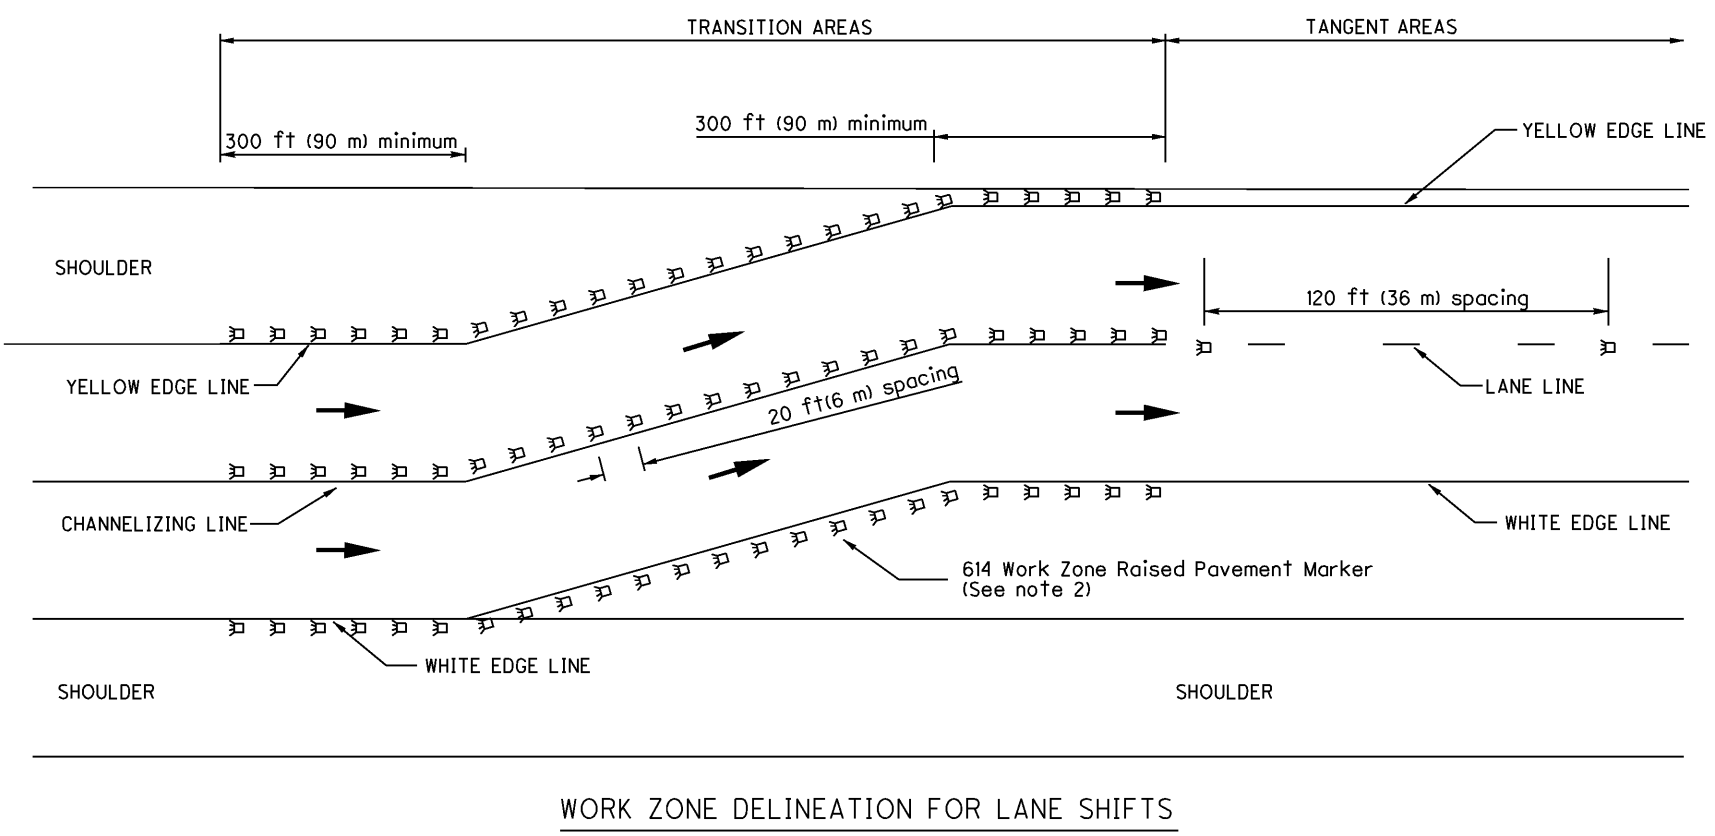 TRANSITION AREAS
TANGENT AREAS
300 ft (90 m) minimum
300 ft (90 m) minimum
YELLOW EDGE LINE
SHOULDER
120 ft (36 m) spacing
YELLOW EDGE LINE
LANE LINE
20 ft(6 m) spacing
CHANNELIZING LINE
WHITE EDGE LINE
614 Work Zone Raised Pavement Marker
(See note 2)
WHITE EDGE LINE
SHOULDER
SHOULDER
WORK ZONE DELINEATION FOR LANE SHIFTS